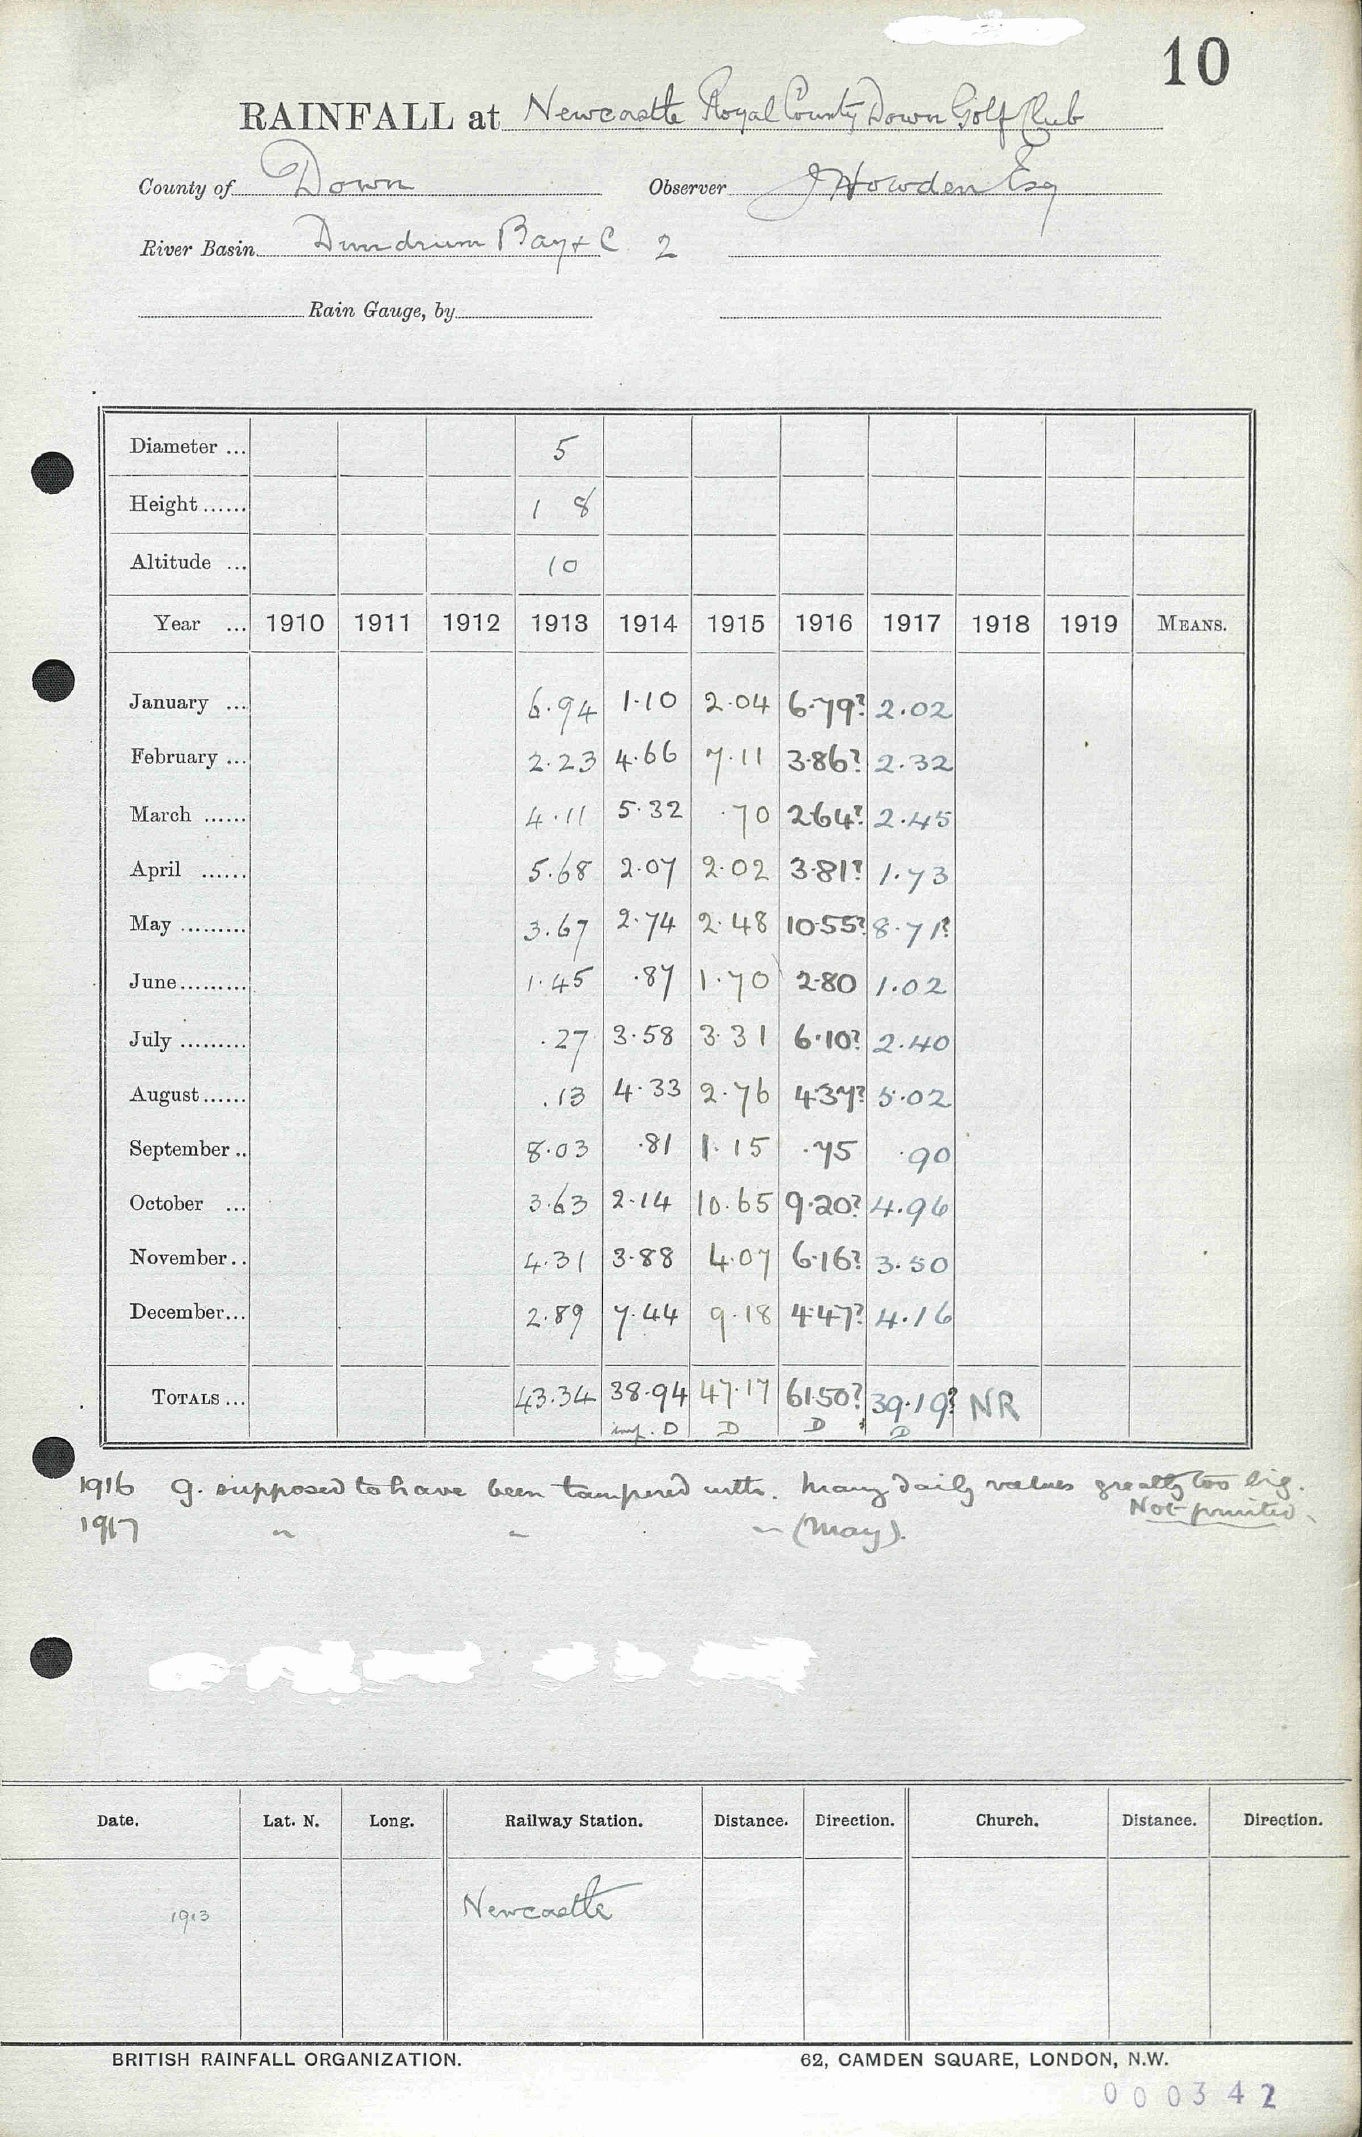 10
RAINFALL at Newcastle Royal County Down Golf Club
County of Down Observer J Howden Esq
River Basin Dundrum Bay &c 2
Rain Gauge, by
Diameter ... 5
Height ...... 1 8
Altitude ... 10
Year ... 1910 1911 1912 1913 1914 1915 1916 1917 1918 1919 MEANS.
January ... 6.94 1.10 2.04 6.79? 2.02
February ... 2.23 4.66 7.11 3.86? 2.32
March ...... 4.11 5.32 .70 2.64? 2.45
April ...... 5.68 2.07 2.02 3.81? 1.73
May ......... 3.67 2.74 2.48 10.55? 8.71?
June ......... 1.45 .87 1.70 2.80 1.02
July ......... .27 3.58 3.31 6.10? 2.40
August ...... .13 4.33 2.76 4.37? 5.02
September .. 8.03 .81 1.15 .75 .90
October ... 3.63 2.14 10.65 9.20? 4.96
November .. 4.31 3.88 4.07 6.16? 3.50
December ... 2.89 7.44 9.18 4.47? 4.16
TOTALS ... 43.34 38.94 47.17 61.50? 39.19? NR
D D D D
1916 g. supposed to have been tampered with. Many daily values greatly too big.
Not printed.
1917 " " " (May).
Date. Lat. N. Long. Railway Station. Distance. Direction. Church. Distance. Direction.
1913 Newcastle
BRITISH RAINFALL ORGANIZATION. 62, CAMDEN SQUARE, LONDON, N.W.
000342